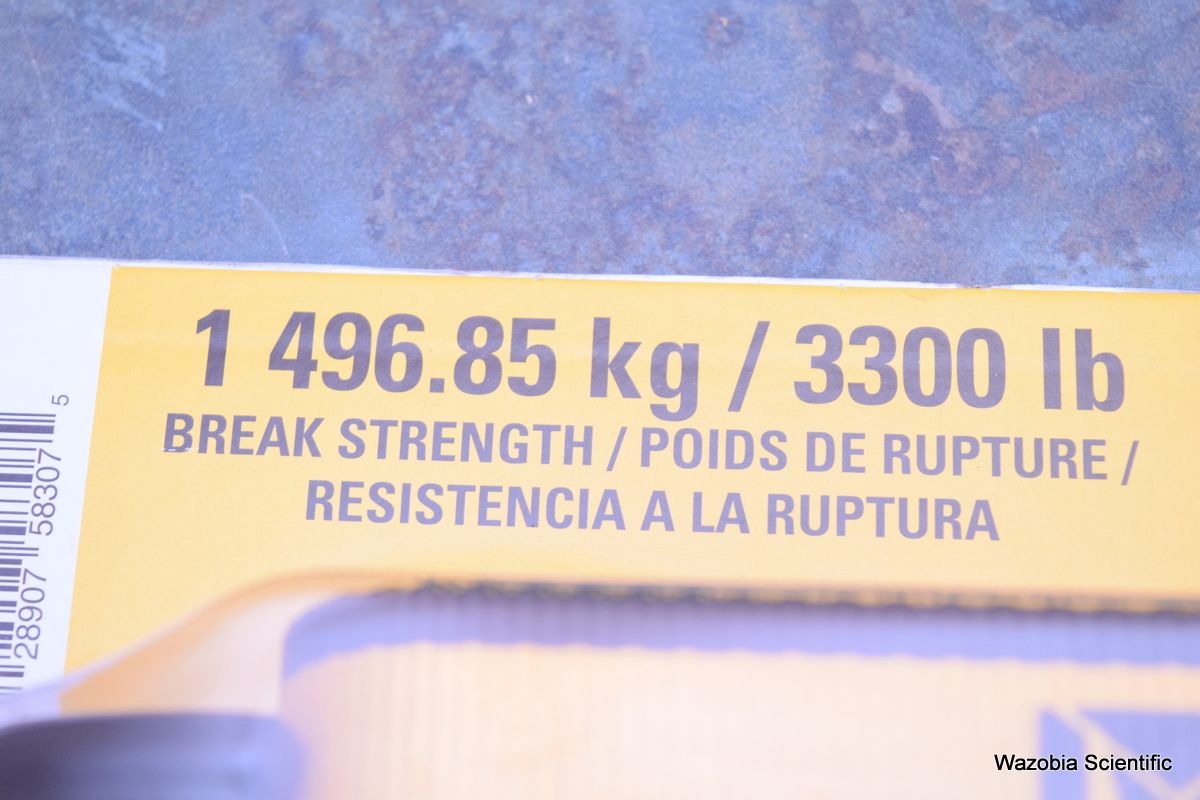 1 496.85 kg / 3300 lb
BREAK STRENGTH / POIDS DE RUPTURE /
RESISTENCIA A LA RUPTURA
28907 58307 5
Wazobia Scientific